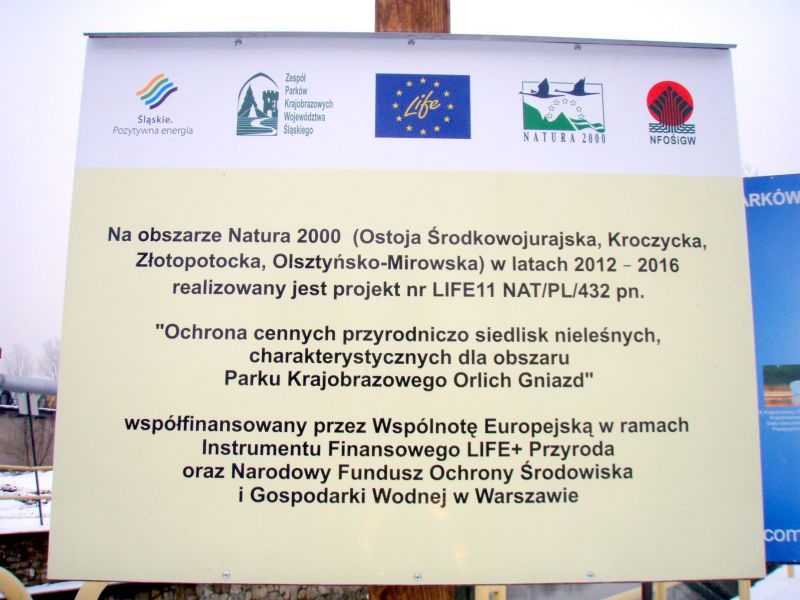 Śląskie.
Pozytywna energia
Zespół
Parków
Krajobrazowych
Województwa
Śląskiego
Life
NATURA 2000
NFOŚiGW
Na obszarze Natura 2000 (Ostoja Środkowojurajska, Kroczycka,
Złotopotocka, Olsztyńsko-Mirowska) w latach 2012 - 2016
realizowany jest projekt nr LIFE11 NAT/PL/432 pn.
"Ochrona cennych przyrodniczo siedlisk nieleśnych,
charakterystycznych dla obszaru
Parku Krajobrazowego Orlich Gniazd"
współfinansowany przez Wspólnotę Europejską w ramach
Instrumentu Finansowego LIFE+ Przyroda
oraz Narodowy Fundusz Ochrony Środowiska
i Gospodarki Wodnej w Warszawie
ARKÓW
com